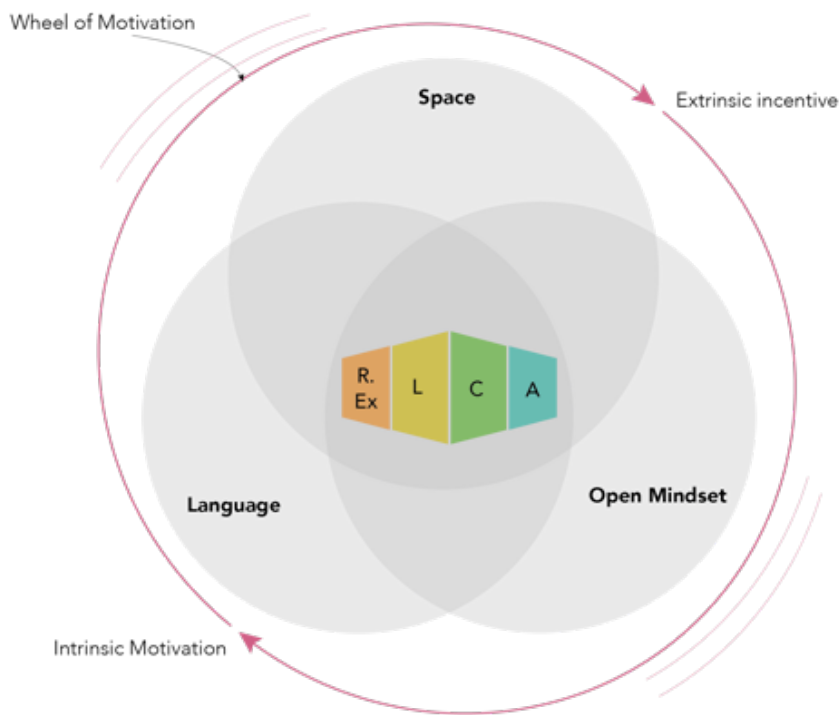 Wheel of Motivation
Space
Extrinsic incentive
R.
Ex
L
C
A
Language
Open Mindset
Intrinsic Motivation